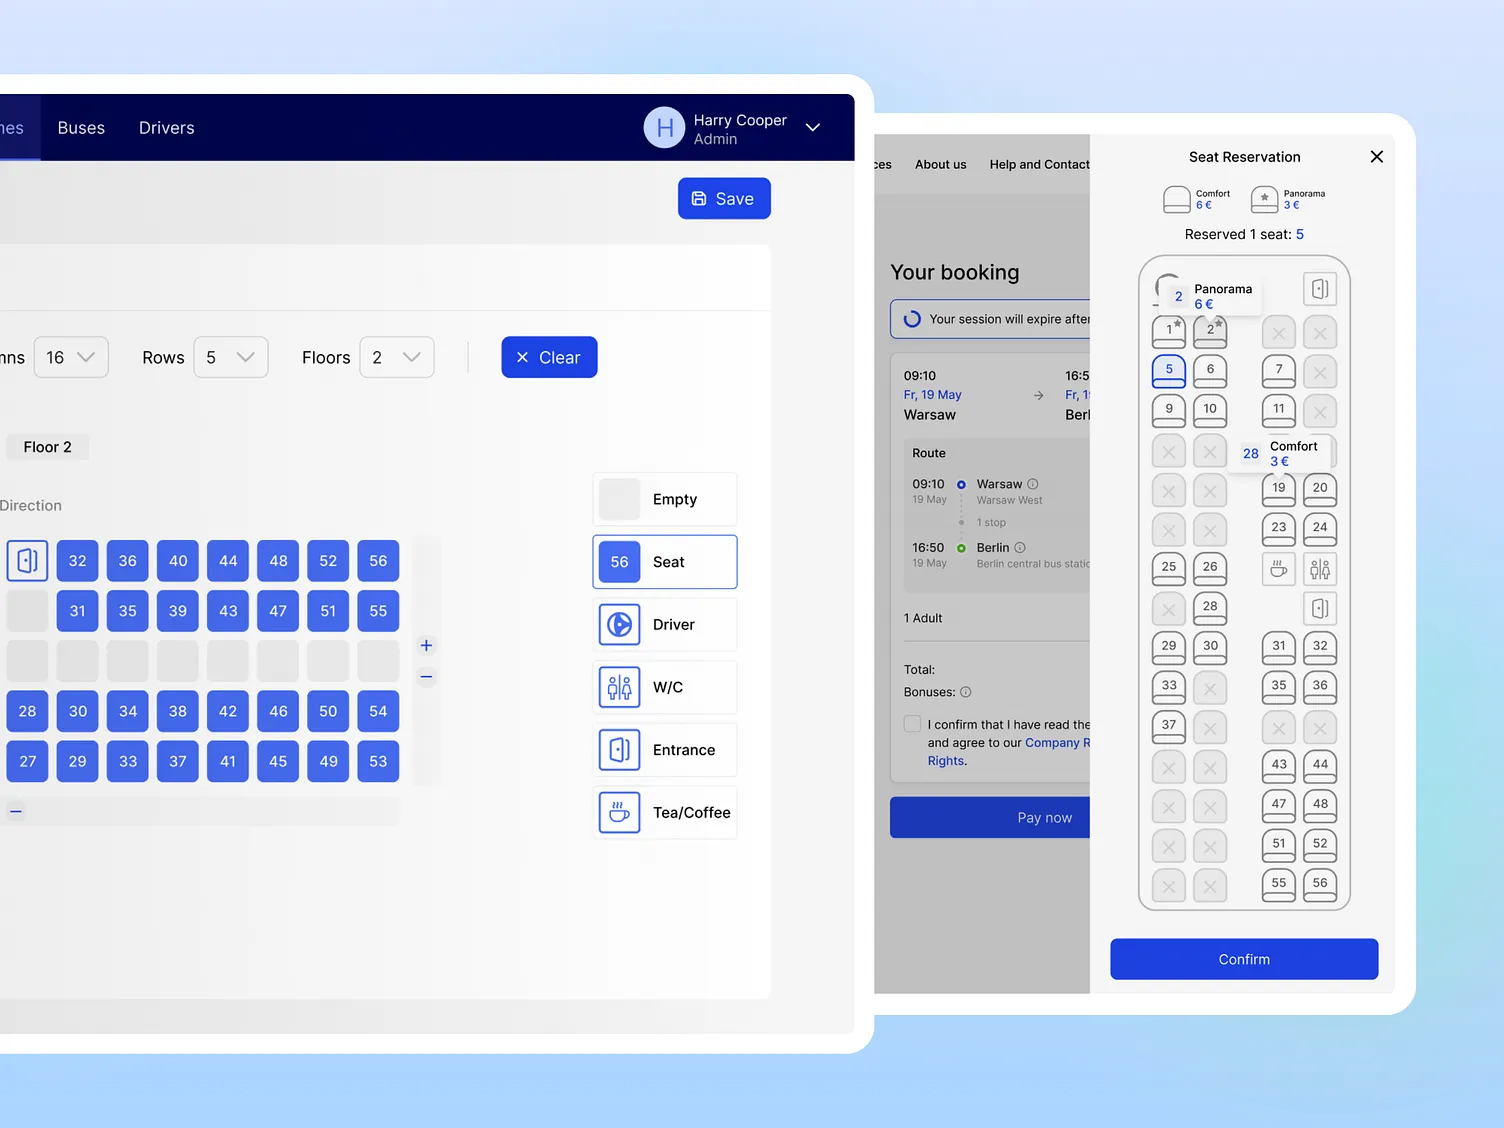 Buses
Drivers
H
Harry Cooper
Admin
Save
16
Rows
5
Floors
2
Clear
Floor 2
Direction
32 36 40 44 48 52 56
31 35 39 43 47 51 55
28 30 34 38 42 46 50 54
27 29 33 37 41 45 49 53
+
−
−
Empty
56 Seat
Driver
W/C
Entrance
Tea/Coffee
About us
Help and Contact
Your booking
Your session will expire after
09:10
Fr, 19 May
Warsaw
→
16:5
Fr, 1
Berl
Route
09:10 Warsaw
19 May Warsaw West
1 stop
16:50 Berlin
19 May Berlin central bus static
1 Adult
Total:
Bonuses:
I confirm that I have read the
and agree to our Company R
Rights.
Pay now
Seat Reservation
Comfort
6 €
Panorama
3 €
Reserved 1 seat: 5
2 Panorama
6 €
1 2
5 6 7
9 10 11
28 Comfort
3 €
19 20
23 24
25 26
28
29 30 31 32
33 35 36
37
43 44
47 48
51 52
55 56
Confirm